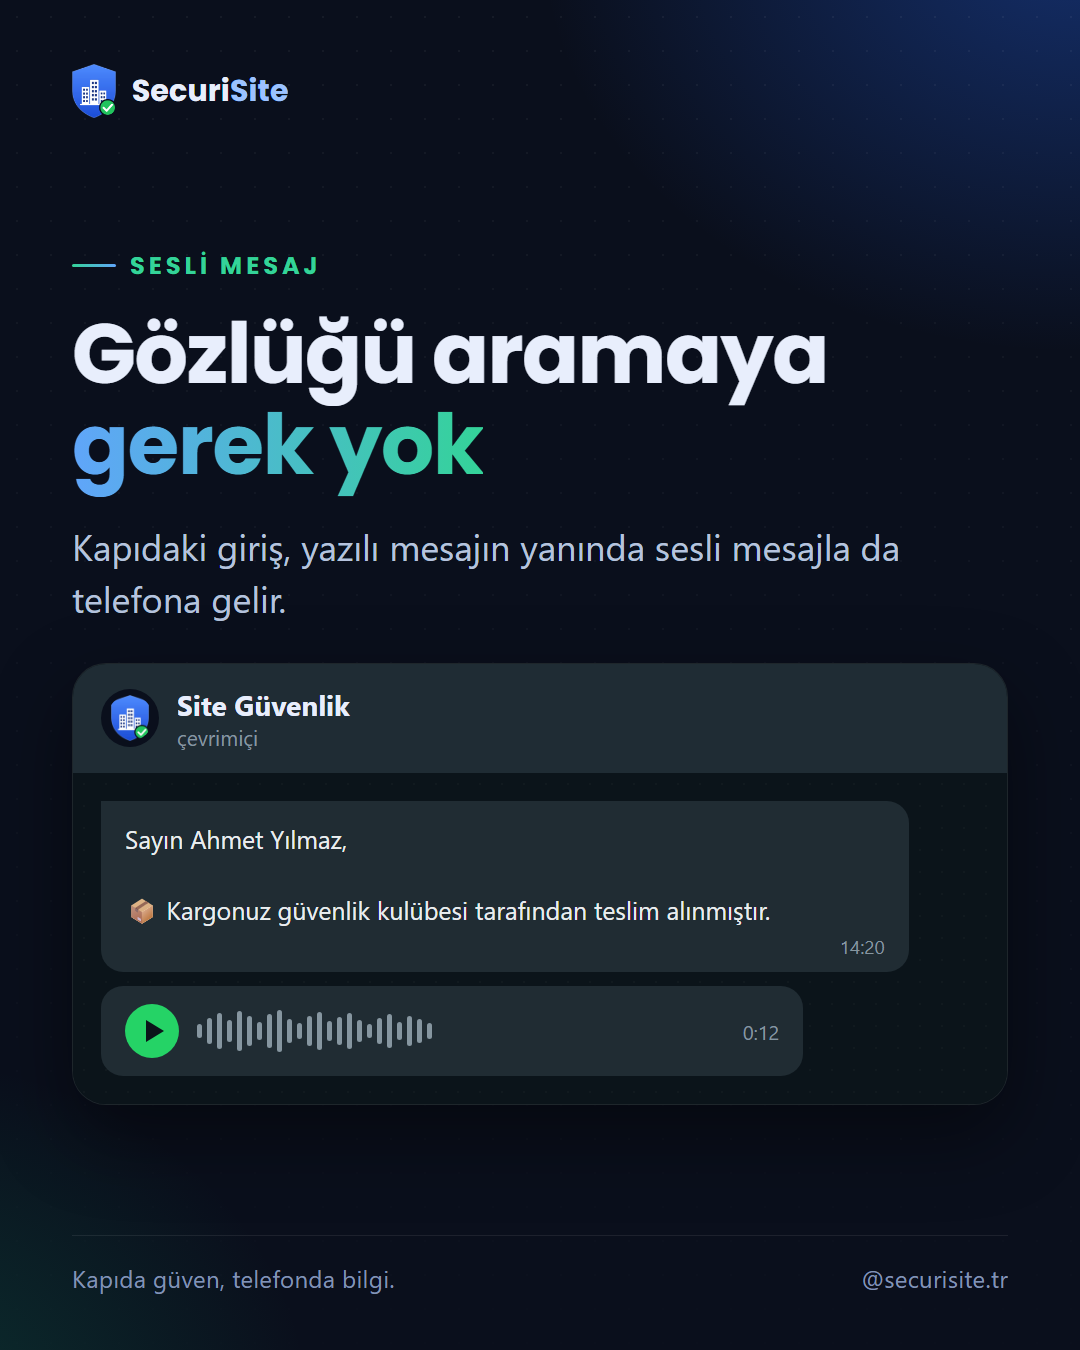 SecuriSite
SESLİ MESAJ
Gözlüğü aramaya
gerek yok
Kapıdaki giriş, yazılı mesajın yanında sesli mesajla da
telefona gelir.
Site Güvenlik
çevrimiçi
Sayın Ahmet Yılmaz,
📦 Kargonuz güvenlik kulübesi tarafından teslim alınmıştır.
14:20
0:12
Kapıda güven, telefonda bilgi.
@securisite.tr